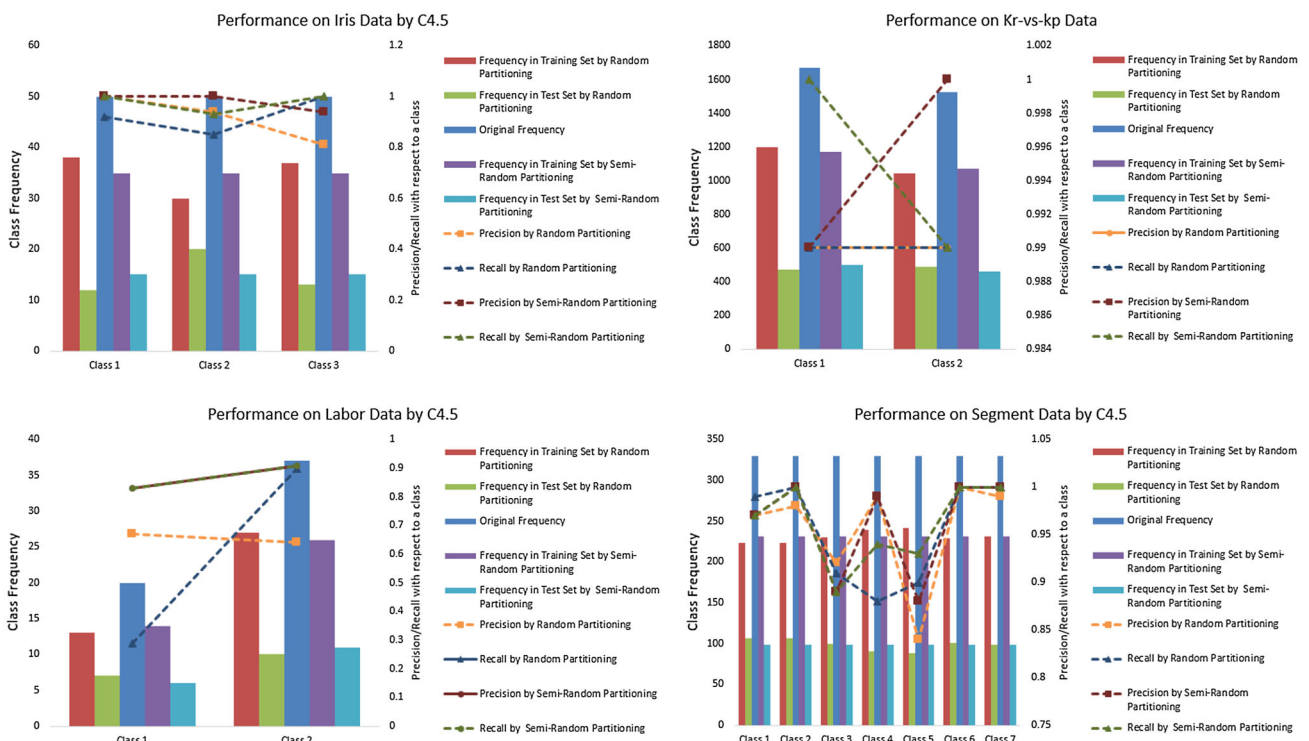 Performance on Iris Data by C4.5
60
50
40
30
20
10
0
Class Frequency
1.2
1
0.8
0.6
0.4
0.2
0
Precision/Recall with respect to a class
Class 1
Class 2
Class 3
Frequency in Training Set by Random
Partitioning
Frequency in Test Set by Random
Partitioning
Original Frequency
Frequency in Training Set by Semi-
Random Partitioning
Frequency in Test Set by Semi-Random
Partitioning
Precision by Random Partitioning
Recall by Random Partitioning
Precision by Semi-Random Partitioning
Recall by Semi-Random Partitioning
Performance on Kr-vs-kp Data
1800
1600
1400
1200
1000
800
600
400
200
0
Class Frequency
1.002
1
0.998
0.996
0.994
0.992
0.99
0.988
0.986
0.984
Precision/Recall with respect to a class
Class 1
Class 2
Frequency in Training Set by Random
Partitioning
Frequency in Test Set by Random
Partitioning
Original Frequency
Frequency in Training Set by Semi-
Random Partitioning
Frequency in Test Set by Semi-
Random Partitioning
Precision by Random Partitioning
Recall by Random Partitioning
Precision by Semi-Random
Partitioning
Recall by Semi-Random Partitioning
Performance on Labor Data by C4.5
40
35
30
25
20
15
10
5
0
Class Frequency
1
0.9
0.8
0.7
0.6
0.5
0.4
0.3
0.2
0.1
0
Precision/Recall with respect to a class
Class 1
Class 2
Frequency in Training Set by Random
Partitioning
Frequency in Test Set by Random
Partitioning
Original Frequency
Frequency in Training Set by Semi-
Random Partitioning
Frequency in Test Set by Semi-Random
Partitioning
Precision by Random Partitioning
Recall by Random Partitioning
Precision by Semi-Random Partitioning
Recall by Semi-Random Partitioning
Performance on Segment Data by C4.5
350
300
250
200
150
100
50
0
Class Frequency
1.05
1
0.95
0.9
0.85
0.8
0.75
Precision/Recall with respect to a class
Class 1
Class 2
Class 3
Class 4
Class 5
Class 6
Class 7
Frequency in Training Set by Random
Partitioning
Frequency in Test Set by Random
Partitioning
Original Frequency
Frequency in Training Set by Semi-
Random Partitioning
Frequency in Test Set by Semi-
Random Partitioning
Precision by Random Partitioning
Recall by Random Partitioning
Precision by Semi-Random
Partitioning
Recall by Semi-Random Partitioning